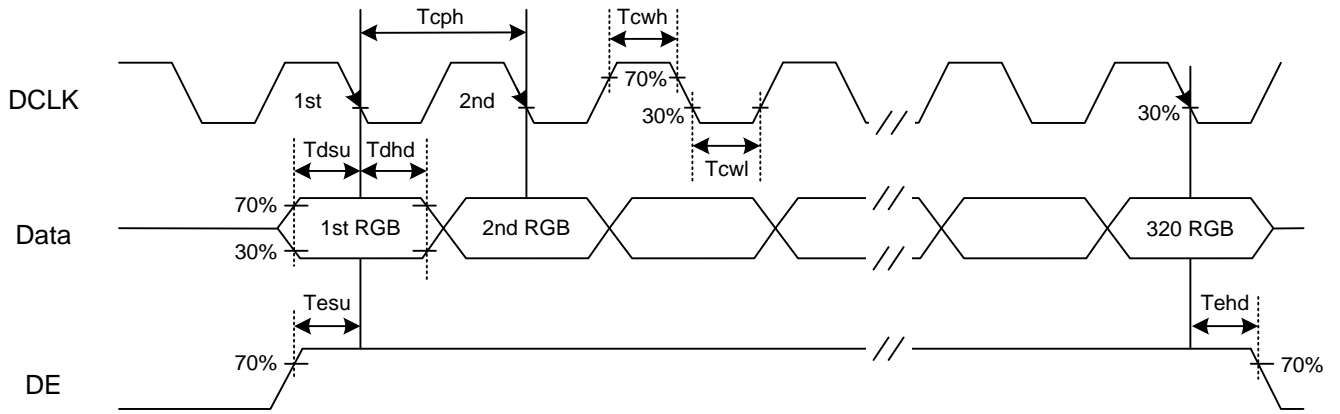 Tcph
Tcwh
DCLK
1st
2nd
70%
30%
30%
Tdsu
Tdhd
Tcwl
Data
70%
30%
1st RGB
2nd RGB
320 RGB
Tesu
Tehd
DE
70%
70%